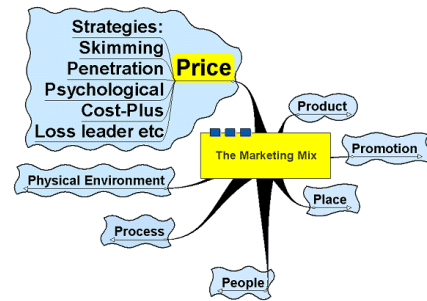 Strategies:
Skimming
Penetration
Psychological
Cost-Plus
Loss leader etc
Price
Product
The Marketing Mix
Promotion
Physical Environment
Place
Process
People